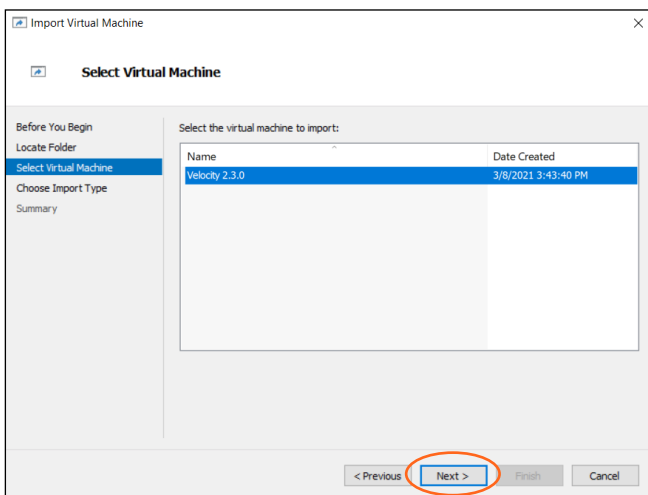 Import Virtual Machine
Select Virtual Machine
Before You Begin
Locate Folder
Select Virtual Machine
Choose Import Type
Summary
Select the virtual machine to import:
Name Date Created
Velocity 2.3.0 3/8/2021 3:43:40 PM
< Previous Next > Finish Cancel